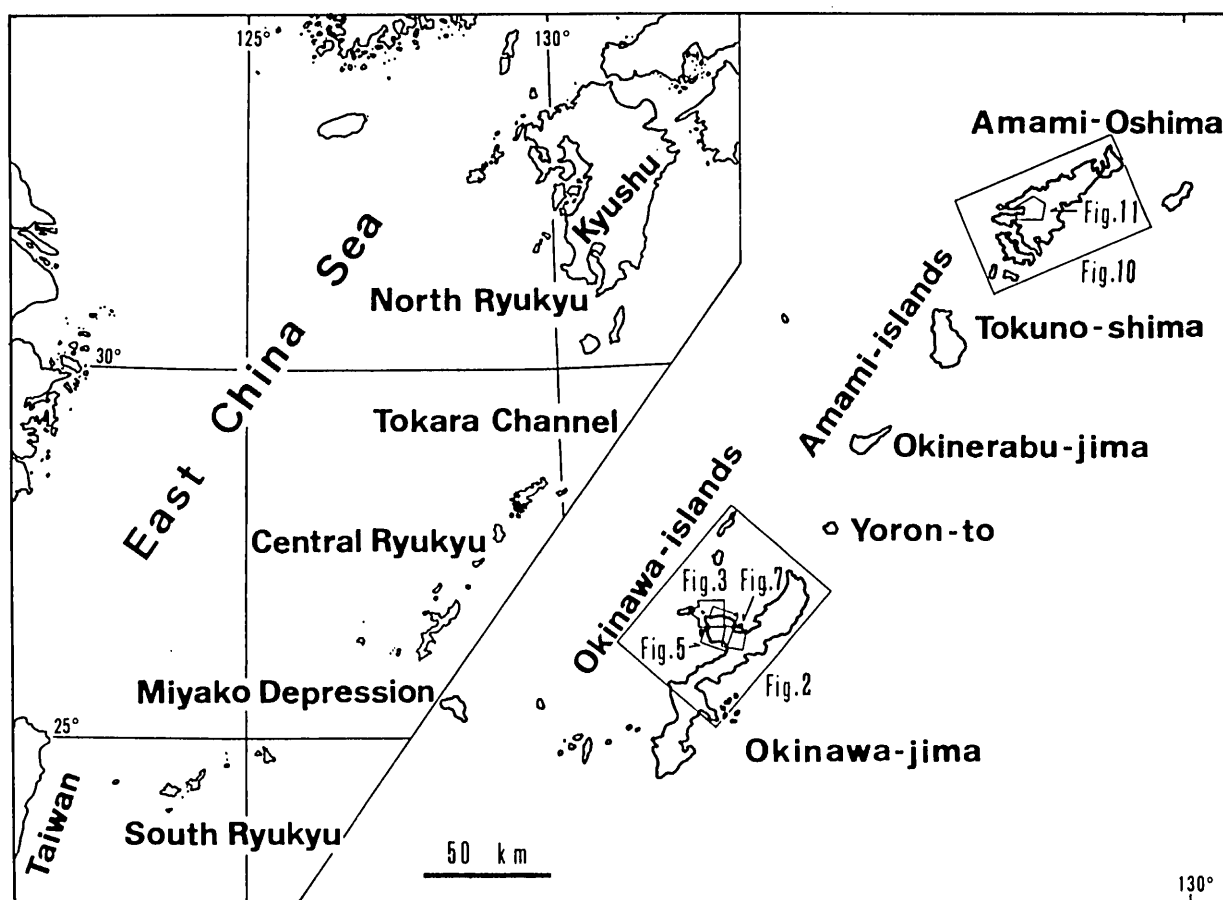 125°
130°
Amami-Oshima
Kyushu
Fig.11
Fig.10
East China Sea
North Ryukyu
Amami-islands
Tokuno-shima
30°
Tokara Channel
Okinerabu-jima
Central Ryukyu
Okinawa-islands
Yoron-to
Fig.3
Fig.7
Fig.5
Fig.2
Miyako Depression
25°
Okinawa-jima
Taiwan
South Ryukyu
50 km
130°